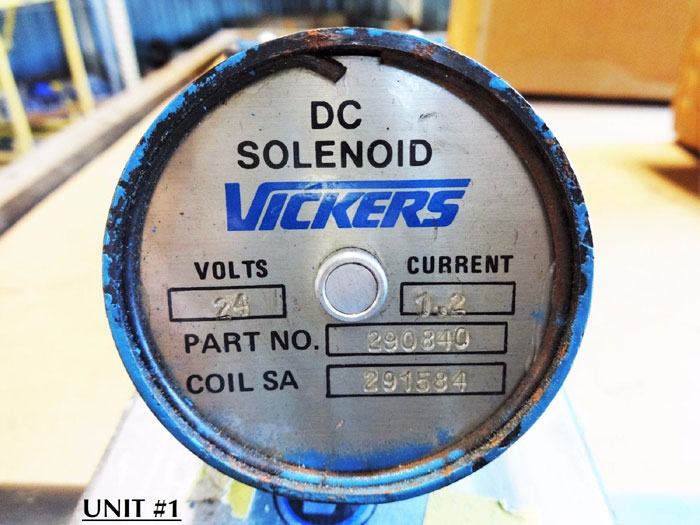 DC
SOLENOID
VICKERS
VOLTS CURRENT
24 1.2
PART NO. 290840
COIL SA 291584
UNIT #1